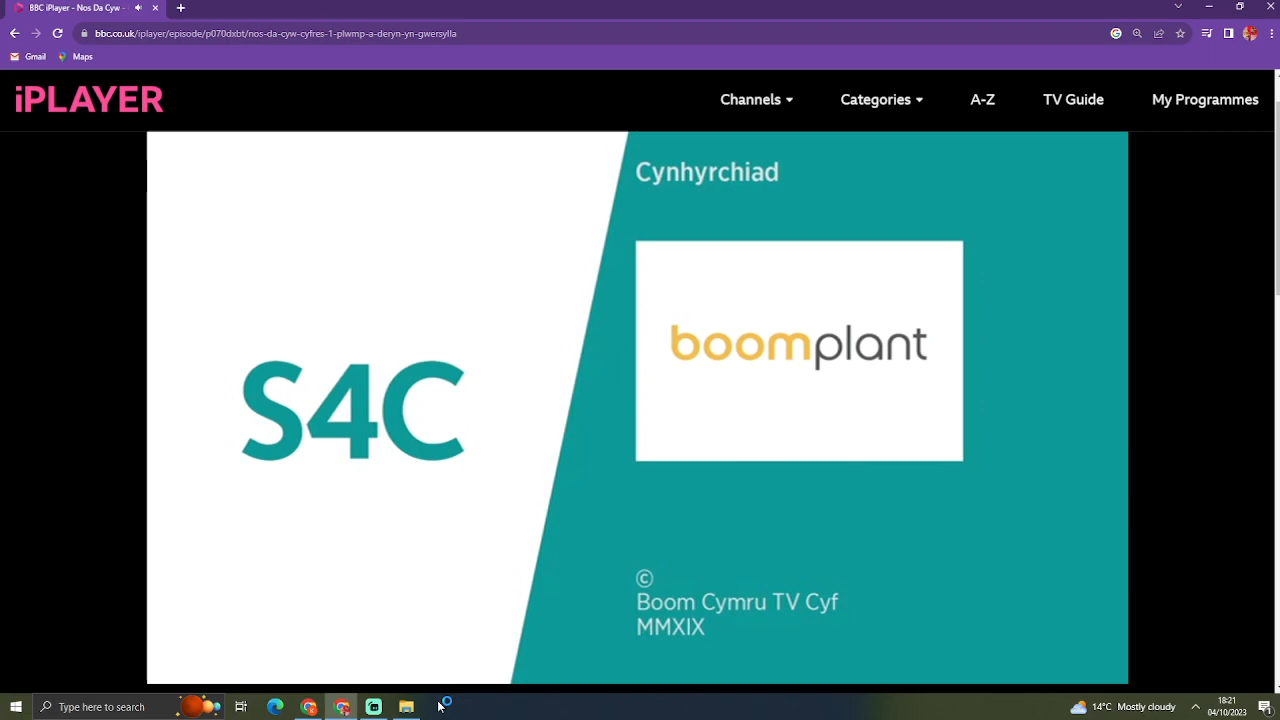 BBC iPlayer - Nos Da Cyw -
bbc.co.uk/iplayer/episode/p070xxbt/nos-da-cyw-cyfres-1-plwmp-a-deryn-yn-gwesylla
Gmail Maps
iPLAYER Channels Categories A-Z TV Guide My Programmes
Cynhyrchiad
boomplant
S4C
©
Boom Cymru TV Cyf
MMXIX
Type here to search 14°C Mostly cloudy 18:21
04/10/2023